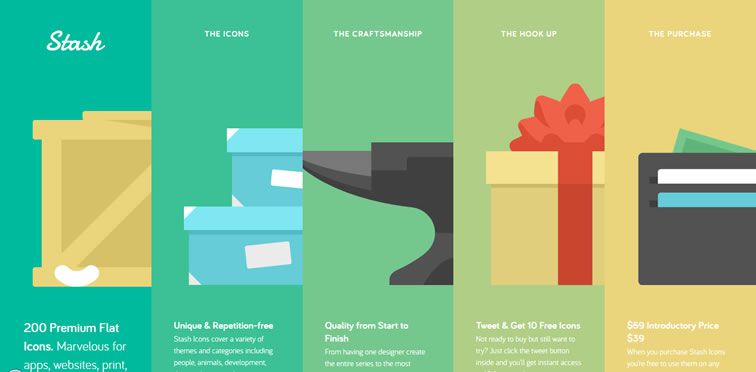 Stash
THE ICONS
THE CRAFTSMANSHIP
THE HOOK UP
THE PURCHASE
200 Premium Flat
Icons. Marvelous for
apps, websites, print,
Unique & Repetition-free
Stash Icons cover a variety of
themes and categories including
people, animals, development,
Quality from Start to
Finish
From having one designer create
the entire series to the most
Tweet & Get 10 Free Icons
Not ready to buy but still want to
try? Just click the tweet button
inside and you'll get instant access
$59 Introductory Price
$39
When you purchase Stash Icons
you're free to use them on any